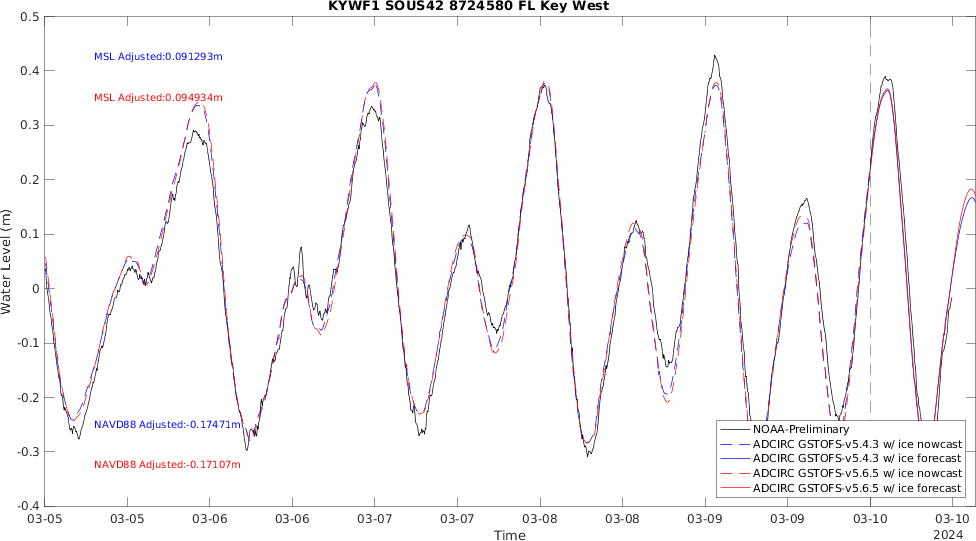 KYWF1 SOUS42 8724580 FL Key West
0.5
0.4
0.3
0.2
0.1
0
-0.1
-0.2
-0.3
-0.4
Water Level (m)
MSL Adjusted:0.091293m
MSL Adjusted:0.094934m
NAVD88 Adjusted:-0.17471m
NAVD88 Adjusted:-0.17107m
NOAA-Preliminary
ADCIRC GSTOFS-v5.4.3 w/ ice nowcast
ADCIRC GSTOFS-v5.4.3 w/ ice forecast
ADCIRC GSTOFS-v5.6.5 w/ ice nowcast
ADCIRC GSTOFS-v5.6.5 w/ ice forecast
03-05 03-05 03-06 03-06 03-07 03-07 03-08 03-08 03-09 03-09 03-10 03-10
Time
2024